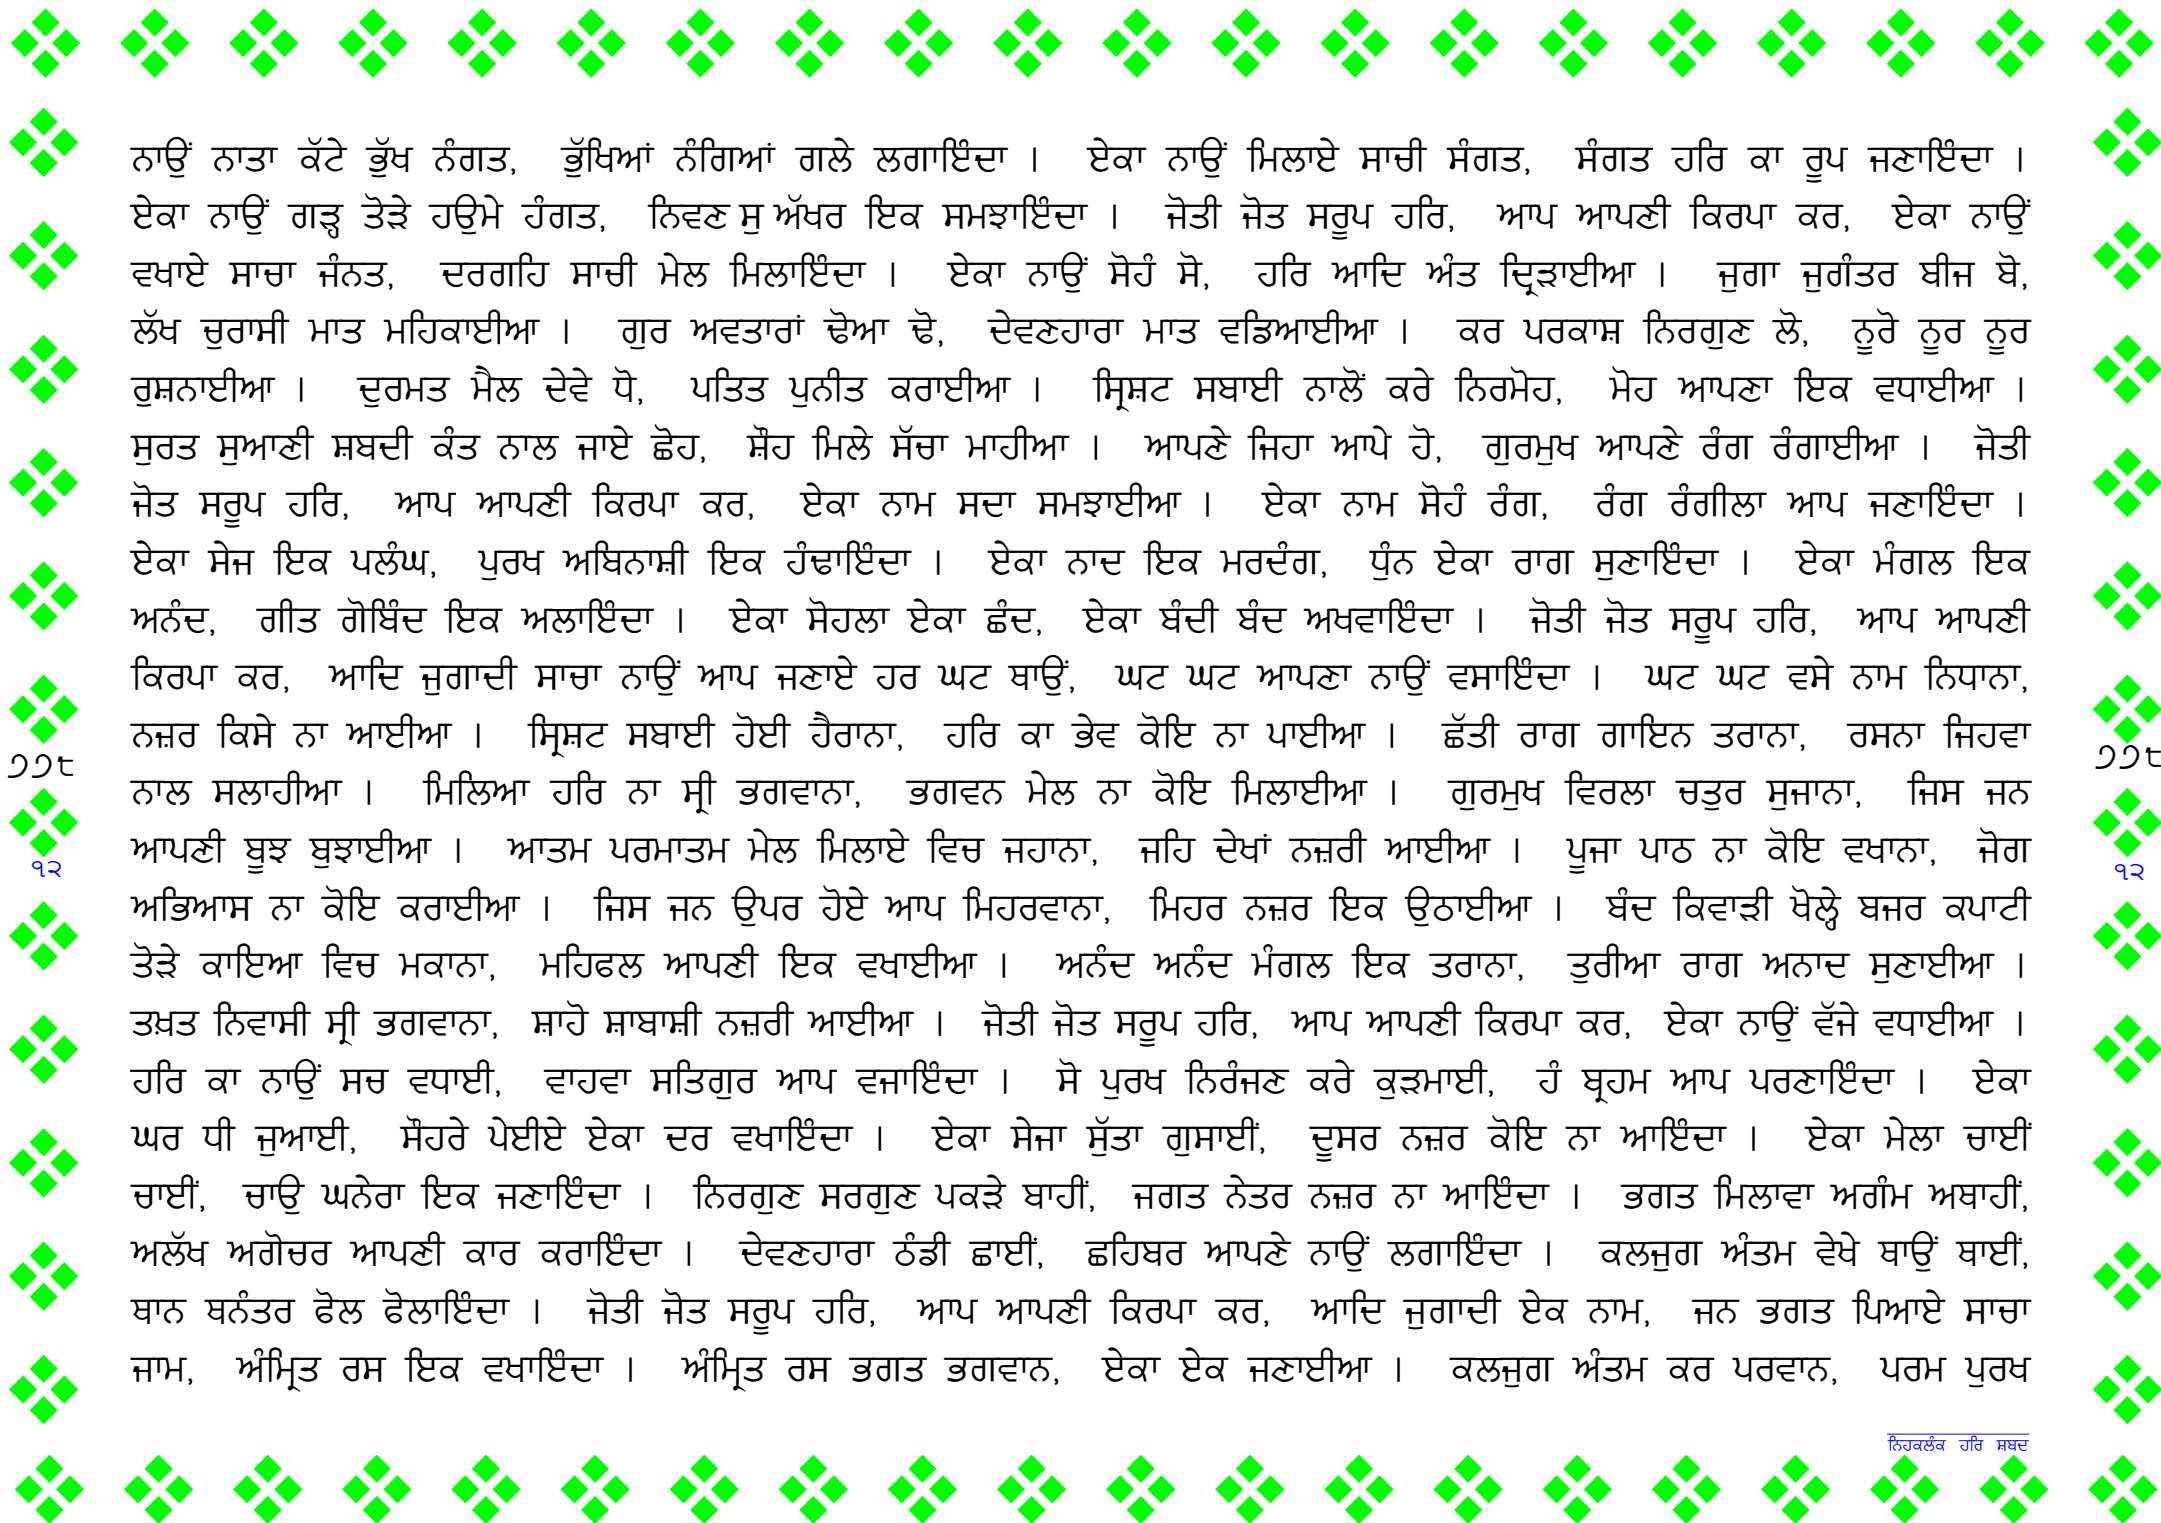 ਨਾਉਂ ਨਾਤਾ ਕੱਟੇ ਭੁੱਖ ਨੰਗਤ, ਭੁੱਖਿਆਂ ਨੰਗਿਆਂ ਗਲੇ ਲਗਾਇੰਦਾ । ਏਕਾ ਨਾਉਂ ਮਿਲਾਏ ਸਾਚੀ ਸੰਗਤ, ਸੰਗਤ ਹਰਿ ਕਾ ਰੂਪ ਜਣਾਇੰਦਾ ।
ਏਕਾ ਨਾਉਂ ਗੜ੍ਹ ਤੋੜੇ ਹਉਮੇ ਹੰਗਤ, ਨਿਵਣ ਸੁ ਅੱਖਰ ਇਕ ਸਮਝਾਇੰਦਾ । ਜੋਤੀ ਜੋਤ ਸਰੂਪ ਹਰਿ, ਆਪ ਆਪਣੀ ਕਿਰਪਾ ਕਰ, ਏਕਾ ਨਾਉਂ
ਵਖਾਏ ਸਾਚਾ ਜੰਨਤ, ਦਰਗਹਿ ਸਾਚੀ ਮੇਲ ਮਿਲਾਇੰਦਾ । ਏਕਾ ਨਾਉਂ ਸੋਹੰ ਸੋ, ਹਰਿ ਆਦਿ ਅੰਤ ਦ੍ਰਿੜਾਈਆ । ਜੁਗਾ ਜੁਗੰਤਰ ਬੀਜ ਬੋ,
ਲੱਖ ਚੁਰਾਸੀ ਮਾਤ ਮਹਿਕਾਈਆ । ਗੁਰ ਅਵਤਾਰਾਂ ਢੋਆ ਢੋ, ਦੇਵਣਹਾਰਾ ਮਾਤ ਵਡਿਆਈਆ । ਕਰ ਪਰਕਾਸ਼ ਨਿਰਗੁਣ ਲੋ, ਨੂਰੋ ਨੂਰ ਨੂਰ
ਰੁਸ਼ਨਾਈਆ । ਦੁਰਮਤ ਮੈਲ ਦੇਵੇ ਧੋ, ਪਤਿਤ ਪੁਨੀਤ ਕਰਾਈਆ । ਸ੍ਰਿਸ਼ਟ ਸਬਾਈ ਨਾਲੋਂ ਕਰੇ ਨਿਰਮੋਹ, ਮੋਹ ਆਪਣਾ ਇਕ ਵਧਾਈਆ ।
ਸੁਰਤ ਸੁਆਣੀ ਸ਼ਬਦੀ ਕੰਤ ਨਾਲ ਜਾਏ ਛੋਹ, ਸ਼ੌਹ ਮਿਲੇ ਸੱਚਾ ਮਾਹੀਆ । ਆਪਣੇ ਜਿਹਾ ਆਪੇ ਹੋ, ਗੁਰਮੁਖ ਆਪਣੇ ਰੰਗ ਰੰਗਾਈਆ । ਜੋਤੀ
ਜੋਤ ਸਰੂਪ ਹਰਿ, ਆਪ ਆਪਣੀ ਕਿਰਪਾ ਕਰ, ਏਕਾ ਨਾਮ ਸਦਾ ਸਮਝਾਈਆ । ਏਕਾ ਨਾਮ ਸੋਹੰ ਰੰਗ, ਰੰਗ ਰੰਗੀਲਾ ਆਪ ਜਣਾਇੰਦਾ ।
ਏਕਾ ਸੇਜ ਇਕ ਪਲੰਘ, ਪੁਰਖ ਅਬਿਨਾਸ਼ੀ ਇਕ ਹੰਢਾਇੰਦਾ । ਏਕਾ ਨਾਦ ਇਕ ਮਰਦੰਗ, ਧੁੰਨ ਏਕਾ ਰਾਗ ਸੁਣਾਇੰਦਾ । ਏਕਾ ਮੰਗਲ ਇਕ
ਅਨੰਦ, ਗੀਤ ਗੋਬਿੰਦ ਇਕ ਅਲਾਇੰਦਾ । ਏਕਾ ਸੋਹਲਾ ਏਕਾ ਛੰਦ, ਏਕਾ ਬੰਦੀ ਬੰਦ ਅਖਵਾਇੰਦਾ । ਜੋਤੀ ਜੋਤ ਸਰੂਪ ਹਰਿ, ਆਪ ਆਪਣੀ
ਕਿਰਪਾ ਕਰ, ਆਦਿ ਜੁਗਾਦੀ ਸਾਚਾ ਨਾਉਂ ਆਪ ਜਣਾਏ ਹਰ ਘਟ ਥਾਉਂ, ਘਟ ਘਟ ਆਪਣਾ ਨਾਉਂ ਵਸਾਇੰਦਾ । ਘਟ ਘਟ ਵਸੇ ਨਾਮ ਨਿਧਾਨਾ,
ਨਜ਼ਰ ਕਿਸੇ ਨਾ ਆਈਆ । ਸ੍ਰਿਸ਼ਟ ਸਬਾਈ ਹੋਈ ਹੈਰਾਨਾ, ਹਰਿ ਕਾ ਭੇਵ ਕੋਇ ਨਾ ਪਾਈਆ । ਛੱਤੀ ਰਾਗ ਗਾਇਨ ਤਰਾਨਾ, ਰਸਨਾ ਜਿਹਵਾ
ਨਾਲ ਸਲਾਹੀਆ । ਮਿਲਿਆ ਹਰਿ ਨਾ ਸ੍ਰੀ ਭਗਵਾਨਾ, ਭਗਵਨ ਮੇਲ ਨਾ ਕੋਇ ਮਿਲਾਈਆ । ਗੁਰਮੁਖ ਵਿਰਲਾ ਚਤੁਰ ਸੁਜਾਨਾ, ਜਿਸ ਜਨ
ਆਪਣੀ ਬੂਝ ਬੁਝਾਈਆ । ਆਤਮ ਪਰਮਾਤਮ ਮੇਲ ਮਿਲਾਏ ਵਿਚ ਜਹਾਨਾ, ਜਹਿ ਦੇਖਾਂ ਨਜ਼ਰੀ ਆਈਆ । ਪੂਜਾ ਪਾਠ ਨਾ ਕੋਇ ਵਖਾਨਾ, ਜੋਗ
ਅਭਿਆਸ ਨਾ ਕੋਇ ਕਰਾਈਆ । ਜਿਸ ਜਨ ਉਪਰ ਹੋਏ ਆਪ ਮਿਹਰਵਾਨਾ, ਮਿਹਰ ਨਜ਼ਰ ਇਕ ਉਠਾਈਆ । ਬੰਦ ਕਿਵਾੜੀ ਖੋਲ੍ਹੇ ਬਜਰ ਕਪਾਟੀ
ਤੋੜੇ ਕਾਇਆ ਵਿਚ ਮਕਾਨਾ, ਮਹਿਫਲ ਆਪਣੀ ਇਕ ਵਖਾਈਆ । ਅਨੰਦ ਅਨੰਦ ਮੰਗਲ ਇਕ ਤਰਾਨਾ, ਤੁਰੀਆ ਰਾਗ ਅਨਾਦ ਸੁਣਾਈਆ ।
ਤਖ਼ਤ ਨਿਵਾਸੀ ਸ੍ਰੀ ਭਗਵਾਨਾ, ਸ਼ਾਹੋ ਸ਼ਾਬਾਸ਼ੀ ਨਜ਼ਰੀ ਆਈਆ । ਜੋਤੀ ਜੋਤ ਸਰੂਪ ਹਰਿ, ਆਪ ਆਪਣੀ ਕਿਰਪਾ ਕਰ, ਏਕਾ ਨਾਉਂ ਵੱਜੇ ਵਧਾਈਆ ।
ਹਰਿ ਕਾ ਨਾਉਂ ਸਚ ਵਧਾਈ, ਵਾਹਵਾ ਸਤਿਗੁਰ ਆਪ ਵਜਾਇੰਦਾ । ਸੋ ਪੁਰਖ ਨਿਰੰਜਣ ਕਰੇ ਕੁੜਮਾਈ, ਹੰ ਬ੍ਰਹਮ ਆਪ ਪਰਣਾਇੰਦਾ । ਏਕਾ
ਘਰ ਧੀ ਜੁਆਈ, ਸੌਹਰੇ ਪੇਈਏ ਏਕਾ ਦਰ ਵਖਾਇੰਦਾ । ਏਕਾ ਸੇਜਾ ਸੁੱਤਾ ਗੁਸਾਈਂ, ਦੂਸਰ ਨਜ਼ਰ ਕੋਇ ਨਾ ਆਇੰਦਾ । ਏਕਾ ਮੇਲਾ ਚਾਈਂ
ਚਾਈਂ, ਚਾਉ ਘਨੇਰਾ ਇਕ ਜਣਾਇੰਦਾ । ਨਿਰਗੁਣ ਸਰਗੁਣ ਪਕੜੇ ਬਾਹੀਂ, ਜਗਤ ਨੇਤਰ ਨਜ਼ਰ ਨਾ ਆਇੰਦਾ । ਭਗਤ ਮਿਲਾਵਾ ਅਗੰਮ ਅਥਾਹੀਂ,
ਅਲੱਖ ਅਗੋਚਰ ਆਪਣੀ ਕਾਰ ਕਰਾਇੰਦਾ । ਦੇਵਣਹਾਰਾ ਠੰਡੀ ਛਾਈਂ, ਛਹਿਬਰ ਆਪਣੇ ਨਾਉਂ ਲਗਾਇੰਦਾ । ਕਲਜੁਗ ਅੰਤਮ ਵੇਖੇ ਥਾਉਂ ਥਾਈਂ,
ਥਾਨ ਥਨੰਤਰ ਫੋਲ ਫੋਲਾਇੰਦਾ । ਜੋਤੀ ਜੋਤ ਸਰੂਪ ਹਰਿ, ਆਪ ਆਪਣੀ ਕਿਰਪਾ ਕਰ, ਆਦਿ ਜੁਗਾਦੀ ਏਕ ਨਾਮ, ਜਨ ਭਗਤ ਪਿਆਏ ਸਾਚਾ
ਜਾਮ, ਅੰਮ੍ਰਿਤ ਰਸ ਇਕ ਵਖਾਇੰਦਾ । ਅੰਮ੍ਰਿਤ ਰਸ ਭਗਤ ਭਗਵਾਨ, ਏਕਾ ਏਕ ਜਣਾਈਆ । ਕਲਜੁਗ ਅੰਤਮ ਕਰ ਪਰਵਾਨ, ਪਰਮ ਪੁਰਖ
੭੭੮
੭੭੮
੧੨
੧੨
ਨਿਹਕਲੰਕ ਹਰਿ ਸ਼ਬਦ